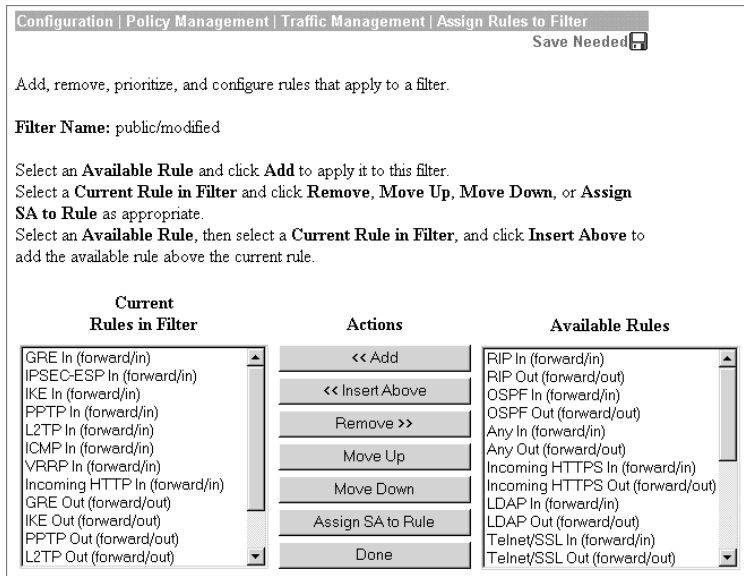 Configuration | Policy Management | Traffic Management | Assign Rules to Filter
Save Needed
Add, remove, prioritize, and configure rules that apply to a filter.
Filter Name: public/modified
Select an Available Rule and click Add to apply it to this filter.
Select a Current Rule in Filter and click Remove, Move Up, Move Down, or Assign
SA to Rule as appropriate.
Select an Available Rule, then select a Current Rule in Filter, and click Insert Above to
add the available rule above the current rule.
Current
Rules in Filter
GRE In (forward/in)
IPSEC-ESP In (forward/in)
IKE In (forward/in)
PPTP In (forward/in)
L2TP In (forward/in)
ICMP In (forward/in)
VRRP In (forward/in)
Incoming HTTP In (forward/in)
GRE Out (forward/out)
IKE Out (forward/out)
PPTP Out (forward/out)
L2TP Out (forward/out)
Actions
<< Add
<< Insert Above
Remove >>
Move Up
Move Down
Assign SA to Rule
Done
Available Rules
RIP In (forward/in)
RIP Out (forward/out)
OSPF In (forward/in)
OSPF Out (forward/out)
Any In (forward/in)
Any Out (forward/out)
Incoming HTTPS In (forward/in)
Incoming HTTPS Out (forward/out)
LDAP In (forward/in)
LDAP Out (forward/out)
Telnet/SSL In (forward/in)
Telnet/SSL Out (forward/out)